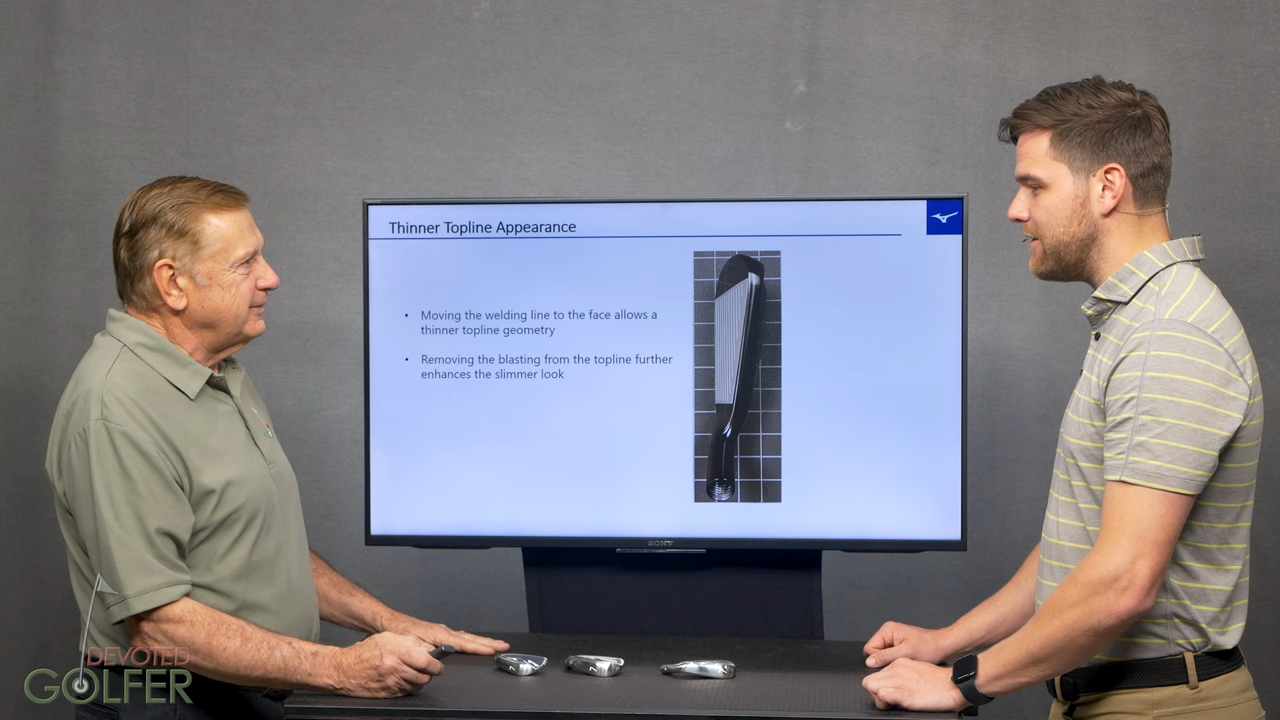 Thinner Topline Appearance
• Moving the welding line to the face allows a
thinner topline geometry
• Removing the blasting from the topline further
enhances the slimmer look
SONY
7
DEVOTED
GOLFER